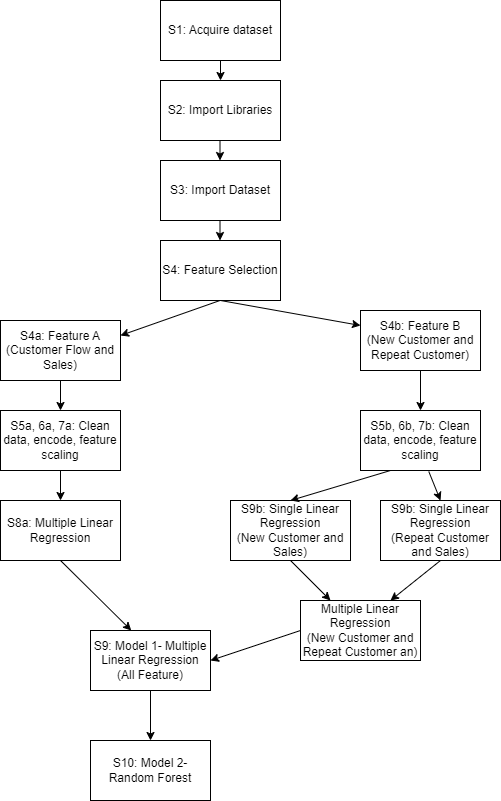 S1: Acquire dataset
S2: Import Libraries
S3: Import Dataset
S4: Feature Selection
S4a: Feature A
(Customer Flow and
Sales)
S4b: Feature B
(New Customer and
Repeat Customer)
S5a, 6a, 7a: Clean
data, encode, feature
scaling
S5b, 6b, 7b: Clean
data, encode, feature
scaling
S8a: Multiple Linear
Regression
S9b: Single Linear
Regression
(New Customer and
Sales)
S9b: Single Linear
Regression
(Repeat Customer
and Sales)
Multiple Linear
Regression
(New Customer and
Repeat Customer an)
S9: Model 1- Multiple
Linear Regression
(All Feature)
S10: Model 2-
Random Forest